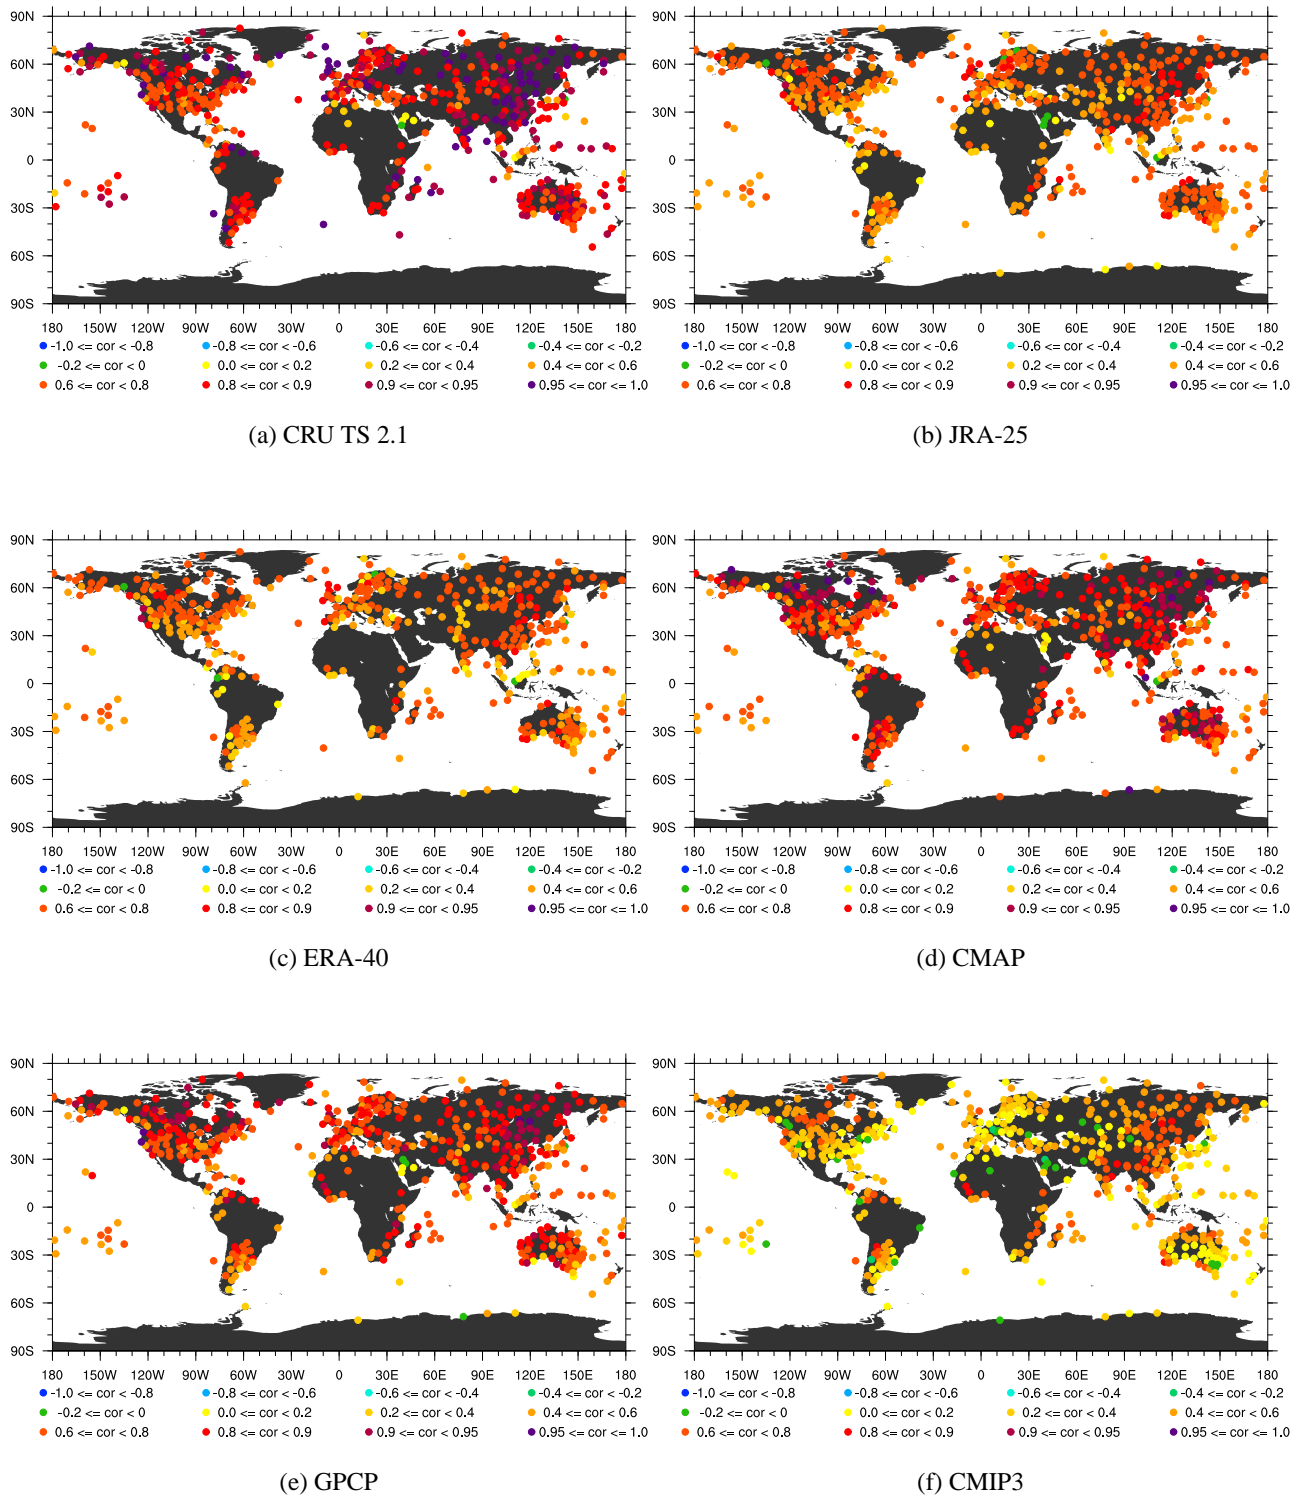 90N 90N
60N 60N
30N 30N
0 0
30S 30S
60S 60S
90S 90S
180 150W 120W 90W 60W 30W 0 30E 60E 90E 120E 150E 180 180 150W 120W 90W 60W 30W 0 30E 60E 90E 120E 150E 180
-1.0 <= cor < -0.8 -0.8 <= cor < -0.6 -0.6 <= cor < -0.4 -0.4 <= cor < -0.2 -1.0 <= cor < -0.8 -0.8 <= cor < -0.6 -0.6 <= cor < -0.4 -0.4 <= cor < -0.2
-0.2 <= cor < 0 0.0 <= cor < 0.2 0.2 <= cor < 0.4 0.4 <= cor < 0.6 -0.2 <= cor < 0 0.0 <= cor < 0.2 0.2 <= cor < 0.4 0.4 <= cor < 0.6
0.6 <= cor < 0.8 0.8 <= cor < 0.9 0.9 <= cor < 0.95 0.95 <= cor <= 1.0 0.6 <= cor < 0.8 0.8 <= cor < 0.9 0.9 <= cor < 0.95 0.95 <= cor <= 1.0
(a) CRU TS 2.1 (b) JRA-25
90N 90N
60N 60N
30N 30N
0 0
30S 30S
60S 60S
90S 90S
180 150W 120W 90W 60W 30W 0 30E 60E 90E 120E 150E 180 180 150W 120W 90W 60W 30W 0 30E 60E 90E 120E 150E 180
-1.0 <= cor < -0.8 -0.8 <= cor < -0.6 -0.6 <= cor < -0.4 -0.4 <= cor < -0.2 -1.0 <= cor < -0.8 -0.8 <= cor < -0.6 -0.6 <= cor < -0.4 -0.4 <= cor < -0.2
-0.2 <= cor < 0 0.0 <= cor < 0.2 0.2 <= cor < 0.4 0.4 <= cor < 0.6 -0.2 <= cor < 0 0.0 <= cor < 0.2 0.2 <= cor < 0.4 0.4 <= cor < 0.6
0.6 <= cor < 0.8 0.8 <= cor < 0.9 0.9 <= cor < 0.95 0.95 <= cor <= 1.0 0.6 <= cor < 0.8 0.8 <= cor < 0.9 0.9 <= cor < 0.95 0.95 <= cor <= 1.0
(c) ERA-40 (d) CMAP
90N 90N
60N 60N
30N 30N
0 0
30S 30S
60S 60S
90S 90S
180 150W 120W 90W 60W 30W 0 30E 60E 90E 120E 150E 180 180 150W 120W 90W 60W 30W 0 30E 60E 90E 120E 150E 180
-1.0 <= cor < -0.8 -0.8 <= cor < -0.6 -0.6 <= cor < -0.4 -0.4 <= cor < -0.2 -1.0 <= cor < -0.8 -0.8 <= cor < -0.6 -0.6 <= cor < -0.4 -0.4 <= cor < -0.2
-0.2 <= cor < 0 0.0 <= cor < 0.2 0.2 <= cor < 0.4 0.4 <= cor < 0.6 -0.2 <= cor < 0 0.0 <= cor < 0.2 0.2 <= cor < 0.4 0.4 <= cor < 0.6
0.6 <= cor < 0.8 0.8 <= cor < 0.9 0.9 <= cor < 0.95 0.95 <= cor <= 1.0 0.6 <= cor < 0.8 0.8 <= cor < 0.9 0.9 <= cor < 0.95 0.95 <= cor <= 1.0
(e) GPCP (f) CMIP3